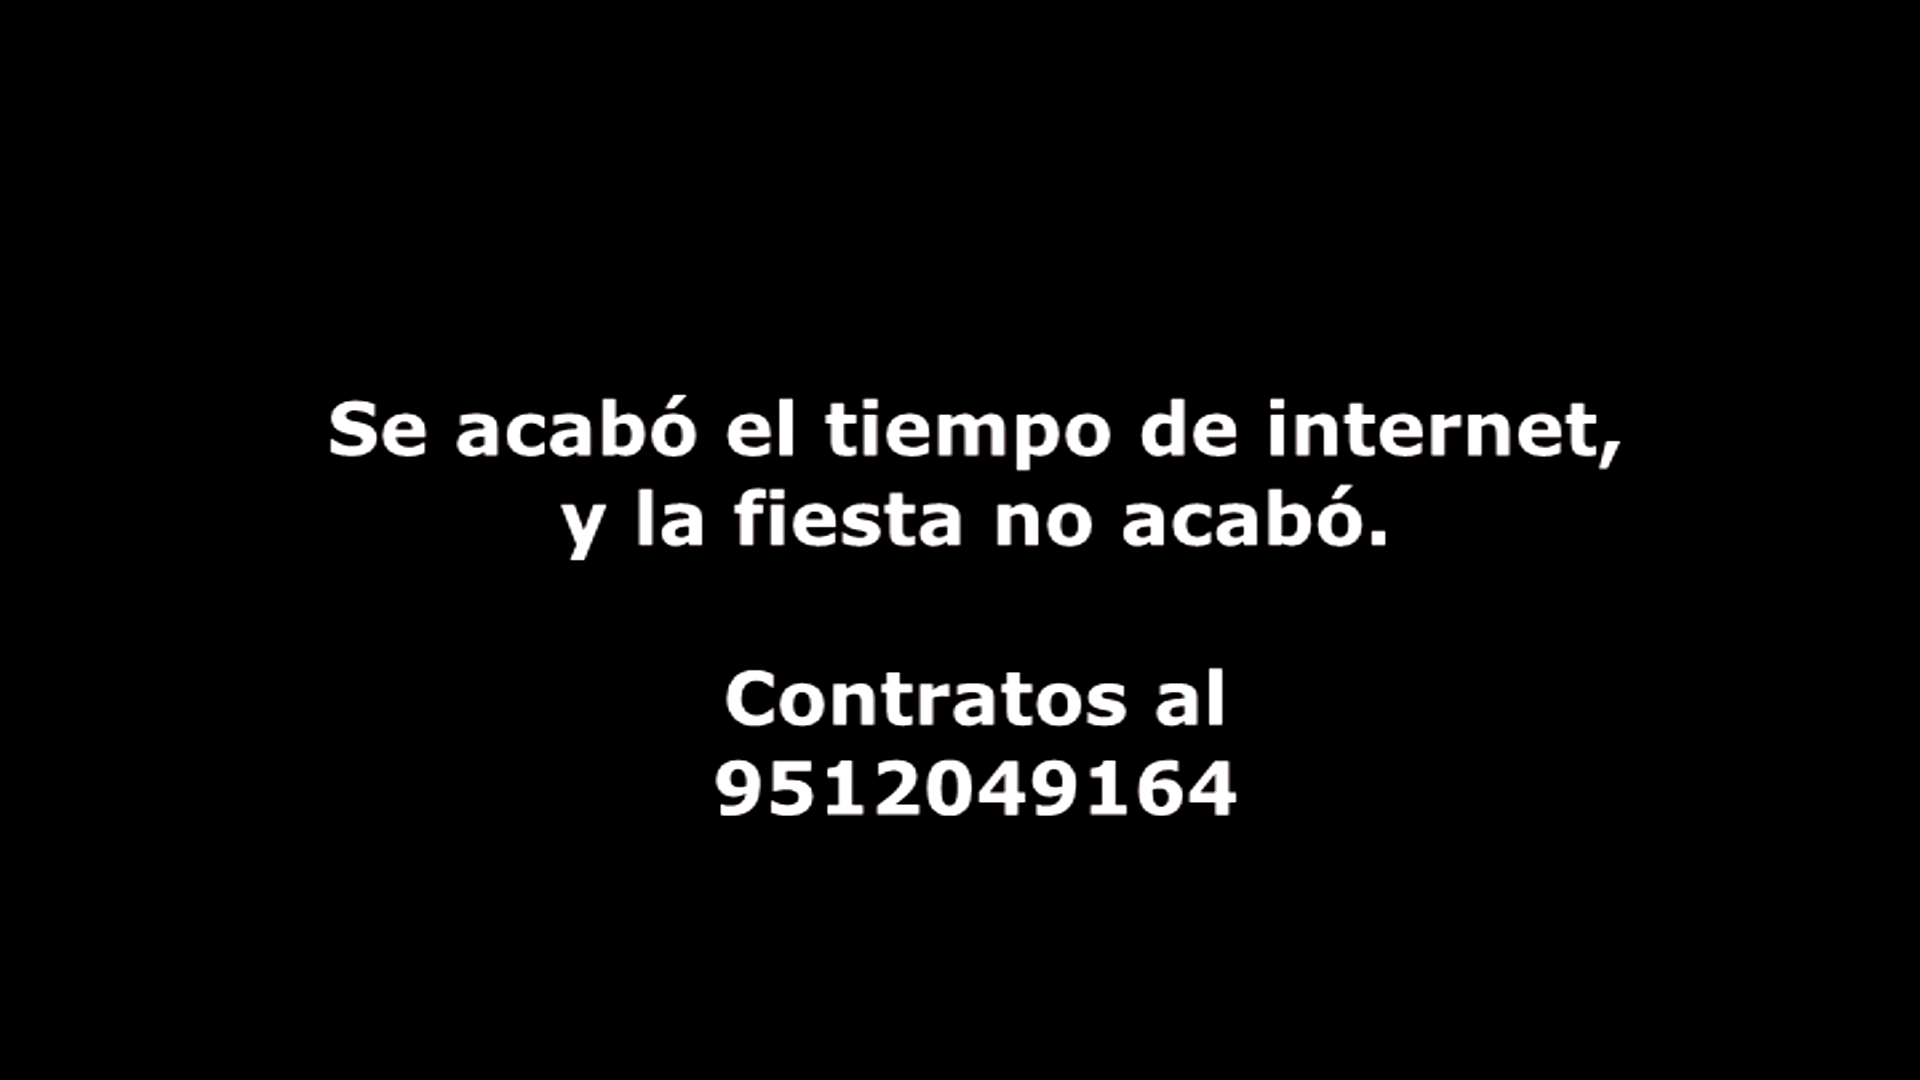 Se acabó el tiempo de internet,
y la fiesta no acabó.
Contratos al
9512049164